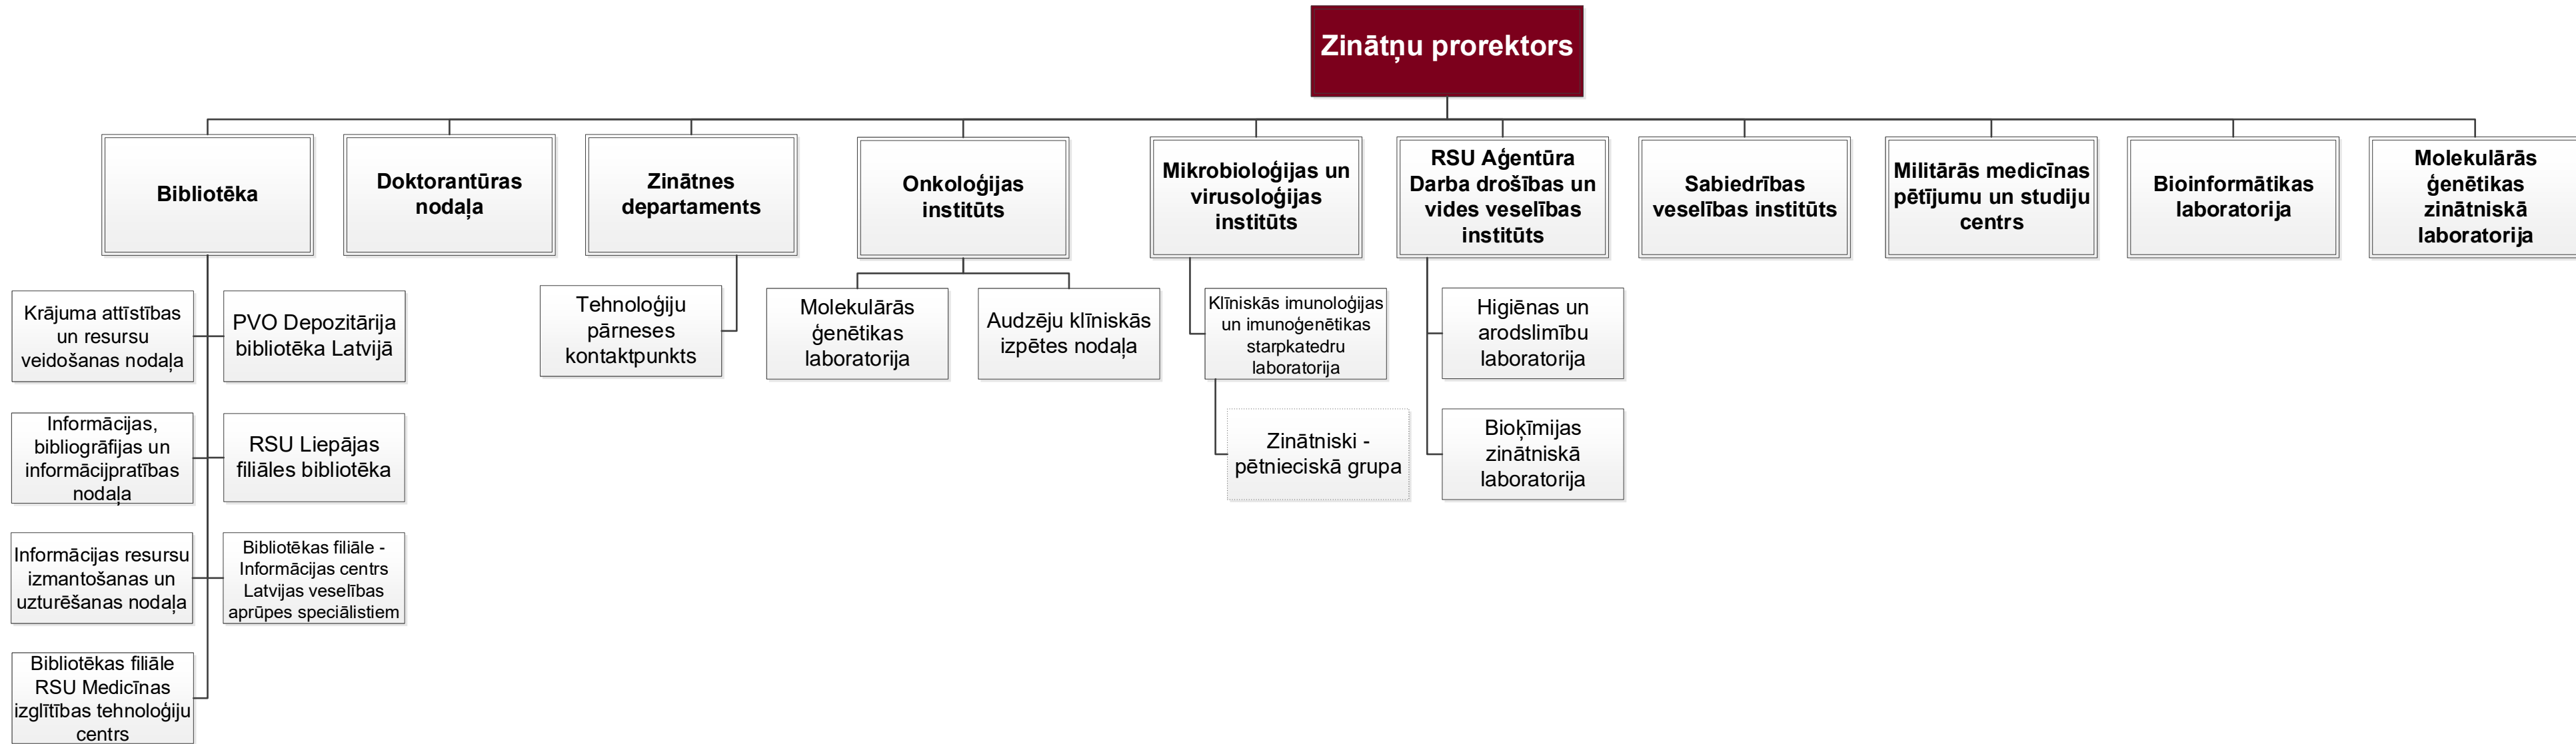 Zinātņu prorektors
Bibliotēka
Doktorantūras
nodaļa
Zinātnes
departaments
Onkoloģijas
institūts
Mikrobioloģijas un
virusoloģijas
institūts
RSU Aģentūra
Darba drošības un
vides veselības
institūts
Sabiedrības
veselības institūts
Militārās medicīnas
pētījumu un studiju
centrs
Bioinformātikas
laboratorija
Molekulārās
ģenētikas
zinātniskā
laboratorija
Krājuma attīstības
un resursu
veidošanas nodaļa
PVO Depozitārija
bibliotēka Latvijā
Tehnoloģiju
pārneses
kontaktpunkts
Molekulārās
ģenētikas
laboratorija
Audzēju klīniskās
izpētes nodaļa
Klīniskās imunoloģijas
un imunoģenētikas
starpkatedru
laboratorija
Higiēnas un
arodslimību
laboratorija
Informācijas,
bibliogrāfijas un
informācijpratības
nodaļa
RSU Liepājas
filiāles bibliotēka
Zinātniski -
pētnieciskā grupa
Bioķīmijas
zinātniskā
laboratorija
Informācijas resursu
izmantošanas un
uzturēšanas nodaļa
Bibliotēkas filiāle -
Informācijas centrs
Latvijas veselības
aprūpes speciālistiem
Bibliotēkas filiāle
RSU Medicīnas
izglītības tehnoloģiju
centrs